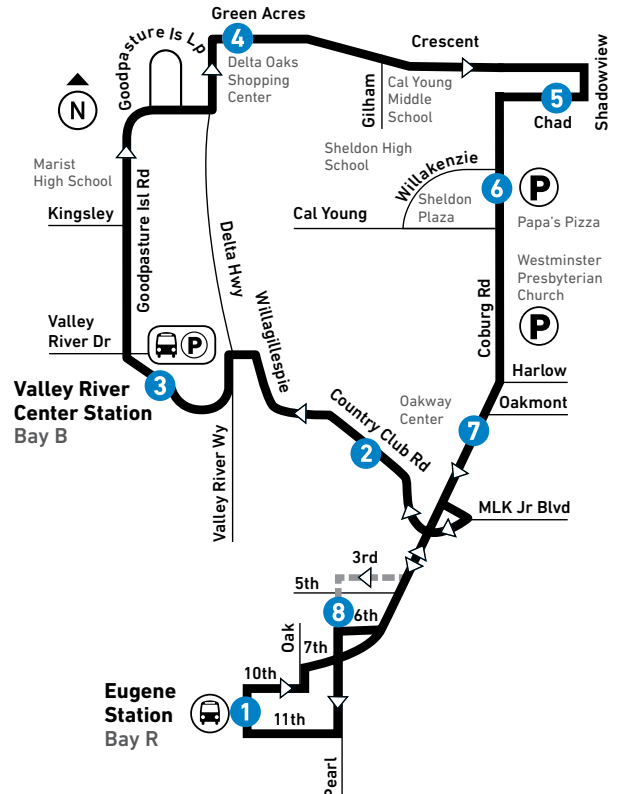 Green Acres
4
Goodpasture Is Lp
Delta Oaks
Shopping
Center
Crescent
Gilham
Cal Young
Middle
School
Shadowview
5
Chad
N
Marist
High School
Sheldon High
School
Willakenzie
6
P
Sheldon
Plaza
Papa's Pizza
Kingsley
Goodpasture Isl Rd
Cal Young
Delta Hwy
Westminster
Presbyterian
Church
P
Willagillespie
Coburg Rd
Valley
River Dr
P
Harlow
Valley River
Center Station
Bay B
3
Oakway
Center
Oakmont
Country Club Rd
7
2
Valley River Wy
MLK Jr Blvd
3rd
5th
8
6th
Oak
7th
10th
Eugene
Station
Bay R
1
11th
Pearl